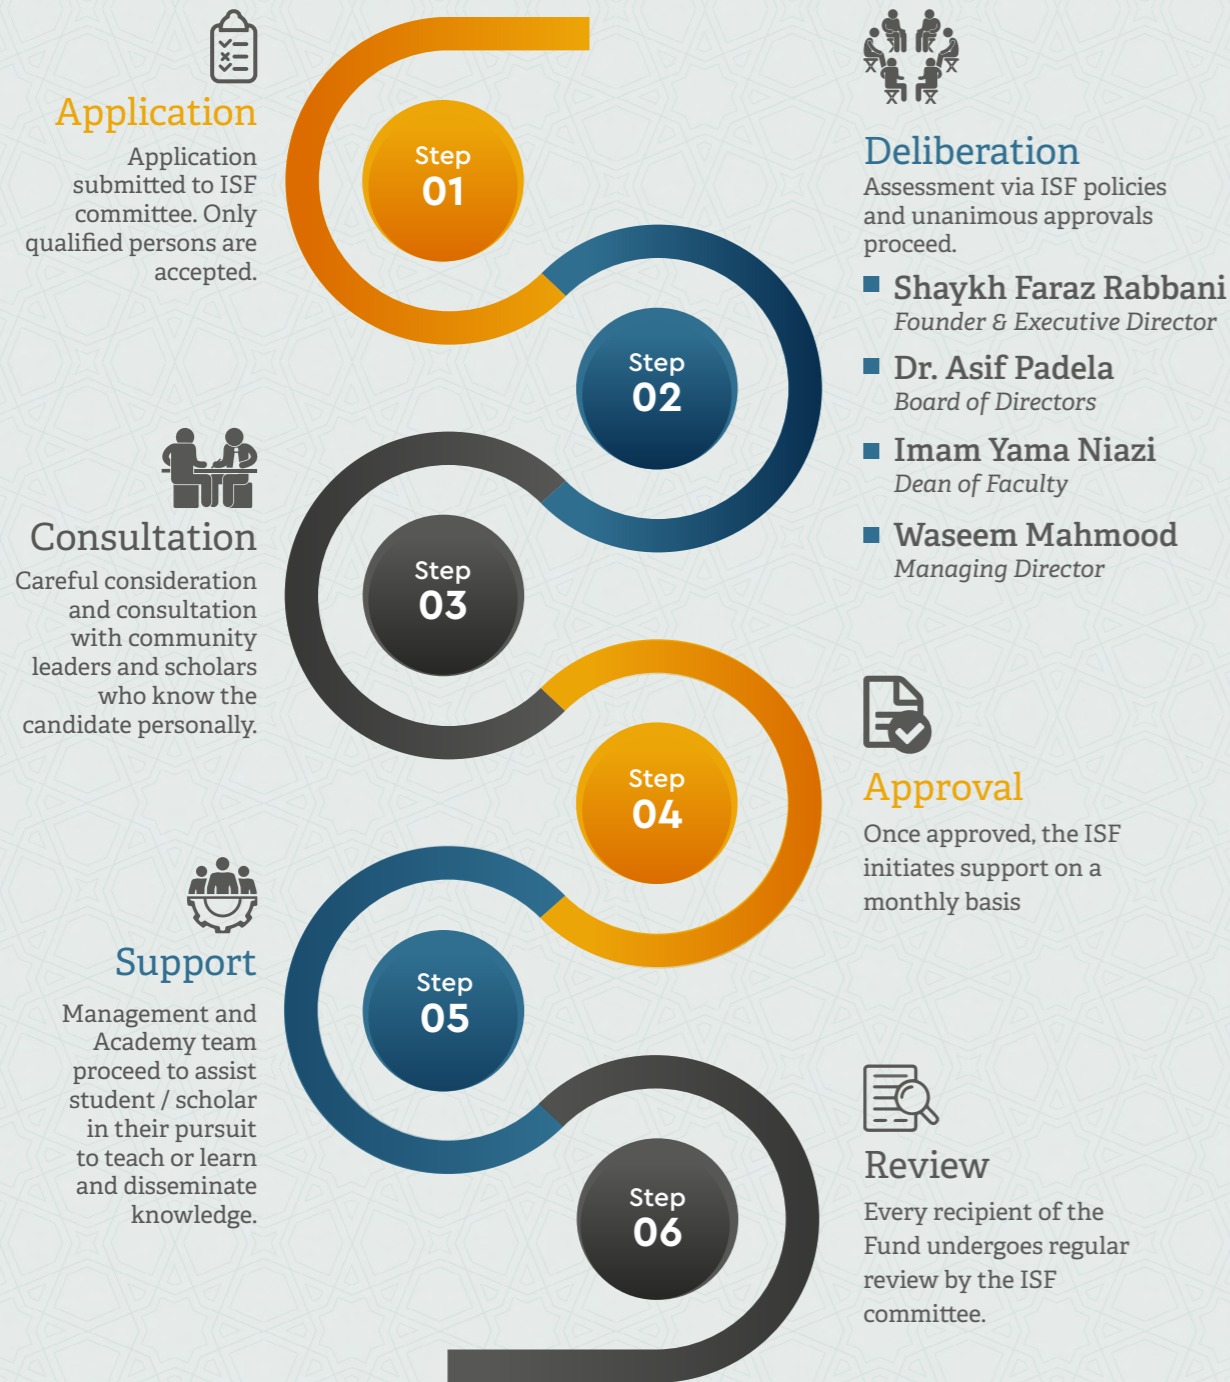 Application
Application
submitted to ISF
committee. Only
qualified persons are
accepted.
Step
01
Deliberation
Assessment via ISF policies
and unanimous approvals
proceed.
Shaykh Faraz Rabbani
Founder & Executive Director
Dr. Asif Padela
Board of Directors
Imam Yama Niazi
Dean of Faculty
Waseem Mahmood
Managing Director
Step
02
Consultation
Careful consideration
and consultation
with community
leaders and scholars
who know the
candidate personally.
Step
03
Approval
Once approved, the ISF
initiates support on a
monthly basis
Step
04
Support
Management and
Academy team
proceed to assist
student / scholar
in their pursuit
to teach or learn
and disseminate
knowledge.
Step
05
Review
Every recipient of the
Fund undergoes regular
review by the ISF
committee.
Step
06